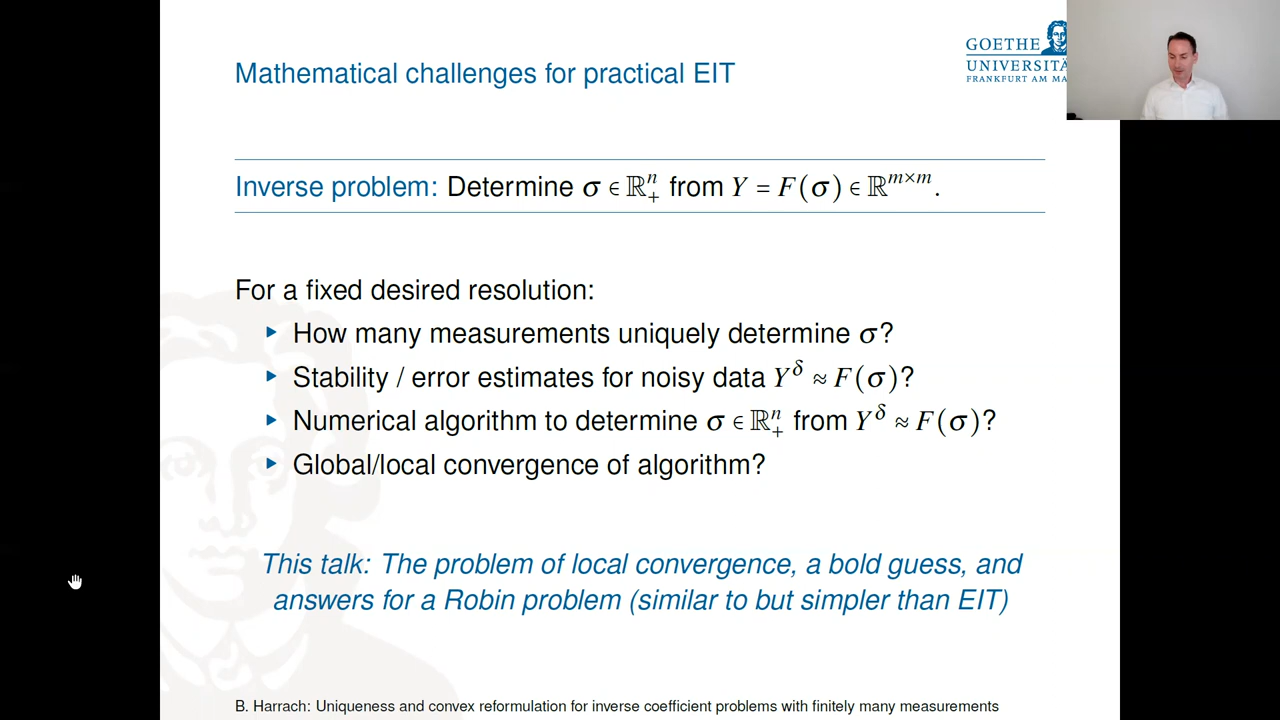 Mathematical challenges for practical EIT
GOETHE
UNIVERSITÄ
FRANKFURT AM MA
Inverse problem: Determine σ ∈ ℝ₊ⁿ from Y = F(σ) ∈ ℝᵐˣᵐ.
For a fixed desired resolution:
▸ How many measurements uniquely determine σ?
▸ Stability / error estimates for noisy data Y^δ ≈ F(σ)?
▸ Numerical algorithm to determine σ ∈ ℝ₊ⁿ from Y^δ ≈ F(σ)?
▸ Global/local convergence of algorithm?
This talk: The problem of local convergence, a bold guess, and
answers for a Robin problem (similar to but simpler than EIT)
B. Harrach: Uniqueness and convex reformulation for inverse coefficient problems with finitely many measurements